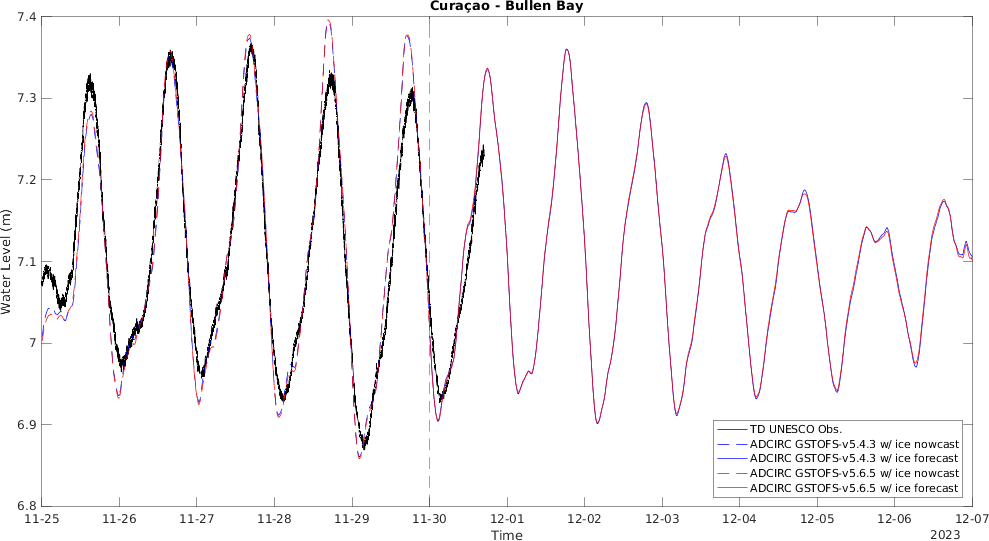 Curaçao - Bullen Bay
Water Level (m)
7.4
7.3
7.2
7.1
7
6.9
6.8
11-25
11-26
11-27
11-28
11-29
11-30
12-01
12-02
12-03
12-04
12-05
12-06
12-07
Time
2023
TD UNESCO Obs.
ADCIRC GSTOFS-v5.4.3 w/ ice nowcast
ADCIRC GSTOFS-v5.4.3 w/ ice forecast
ADCIRC GSTOFS-v5.6.5 w/ ice nowcast
ADCIRC GSTOFS-v5.6.5 w/ ice forecast